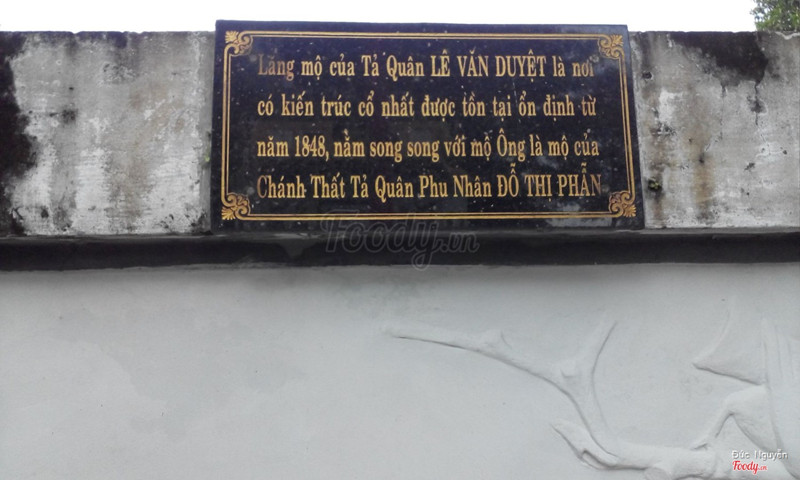 Lăng mộ của Tả Quân LÊ VĂN DUYỆT là nơi
có kiến trúc cổ nhất được tồn tại ổn định từ
năm 1848, nằm song song với mộ Ông là mộ của
Chánh Thất Tả Quân Phu Nhân ĐỖ THỊ PHẪN
Foody.vn
Đức Nguyễn
Foody.vn